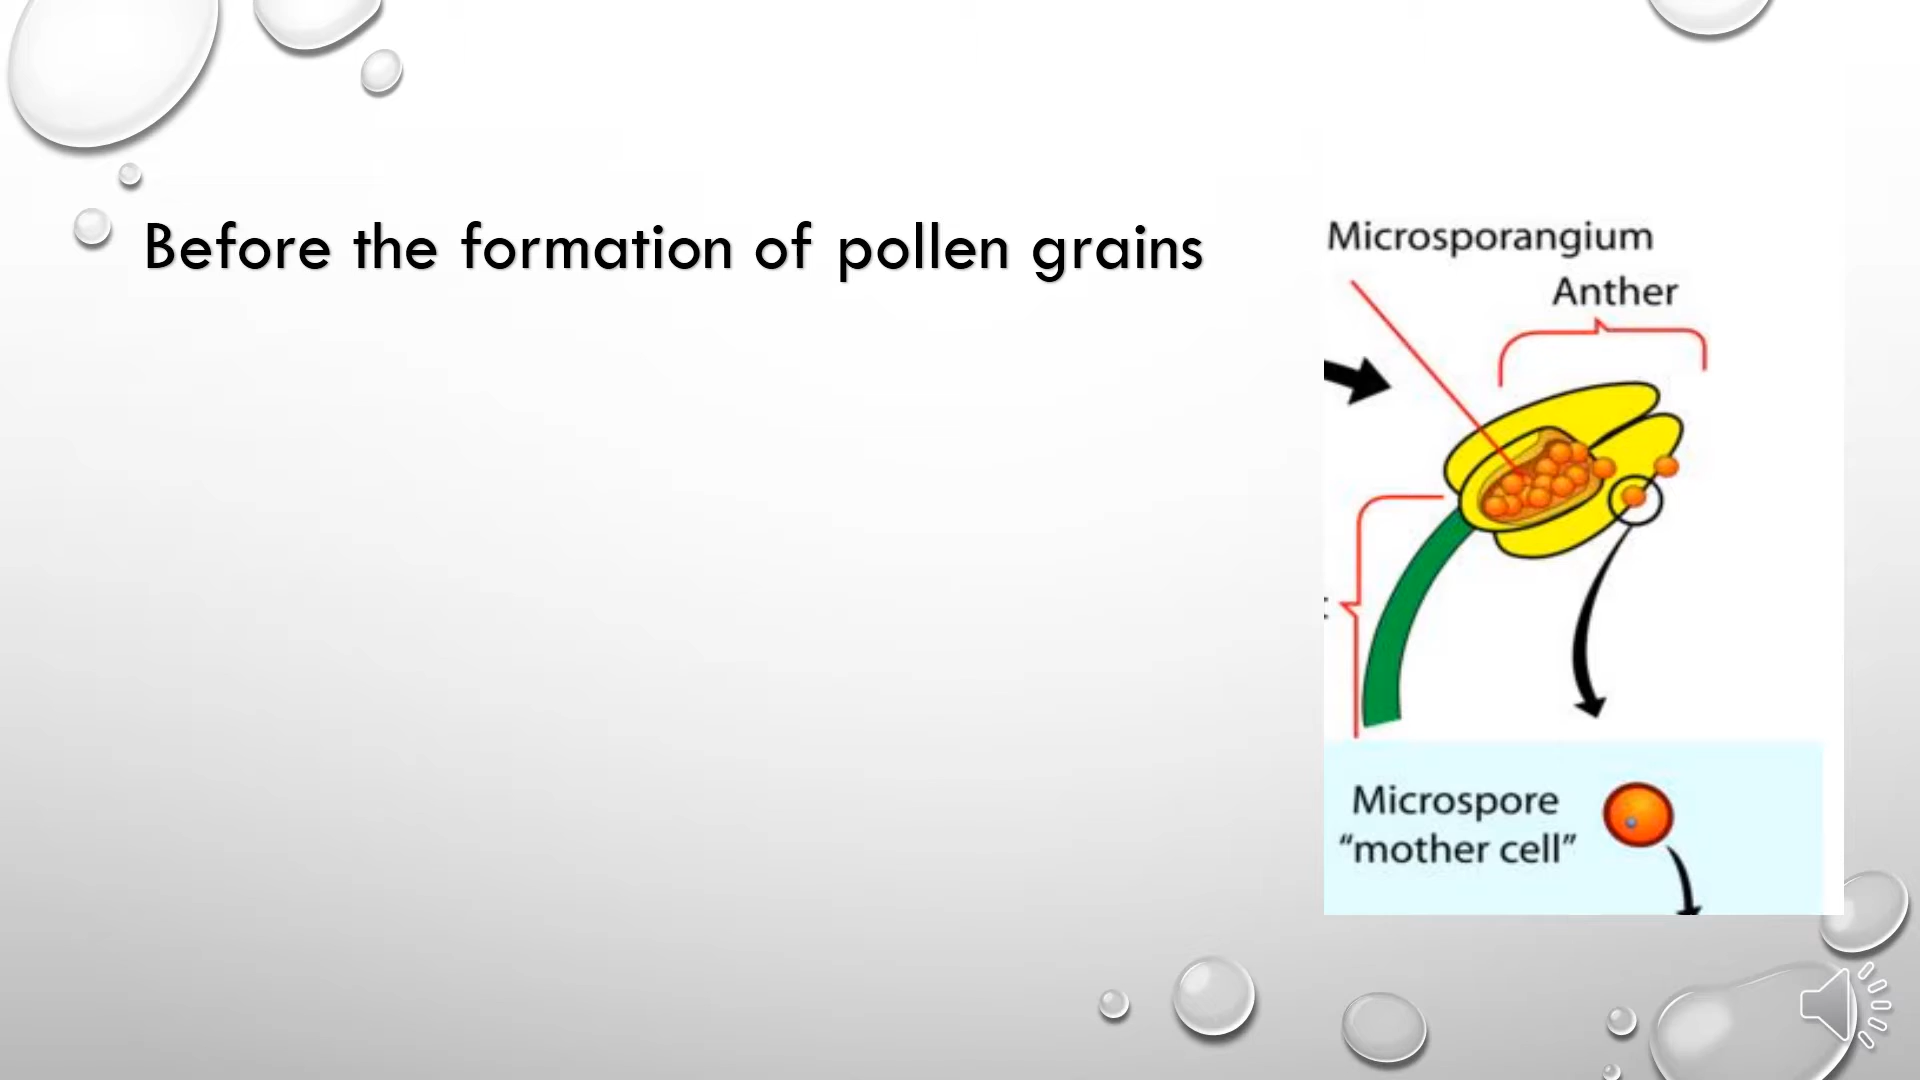 Before the formation of pollen grains
Microsporangium
Anther
Microspore
“mother cell”